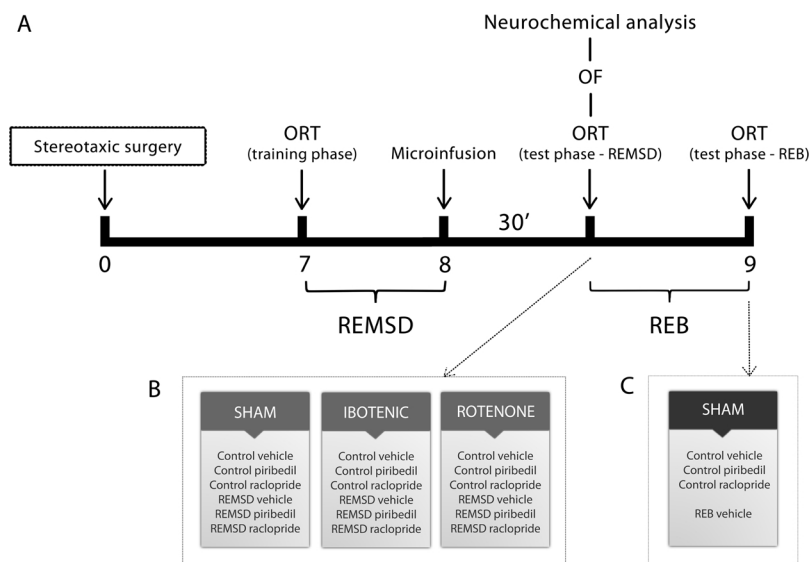 A
Neurochemical analysis
OF
Stereotaxic surgery
ORT
(training phase)
Microinfusion
ORT
(test phase - REMSD)
ORT
(test phase - REB)
30’
0
7
8
9
REMSD
REB
B
SHAM
Control vehicle
Control piribedil
Control raclopride
REMSD vehicle
REMSD piribedil
REMSD raclopride
IBOTENIC
Control vehicle
Control piribedil
Control raclopride
REMSD vehicle
REMSD piribedil
REMSD raclopride
ROTENONE
Control vehicle
Control piribedil
Control raclopride
REMSD vehicle
REMSD piribedil
REMSD raclopride
C
SHAM
Control vehicle
Control piribedil
Control raclopride
REB vehicle